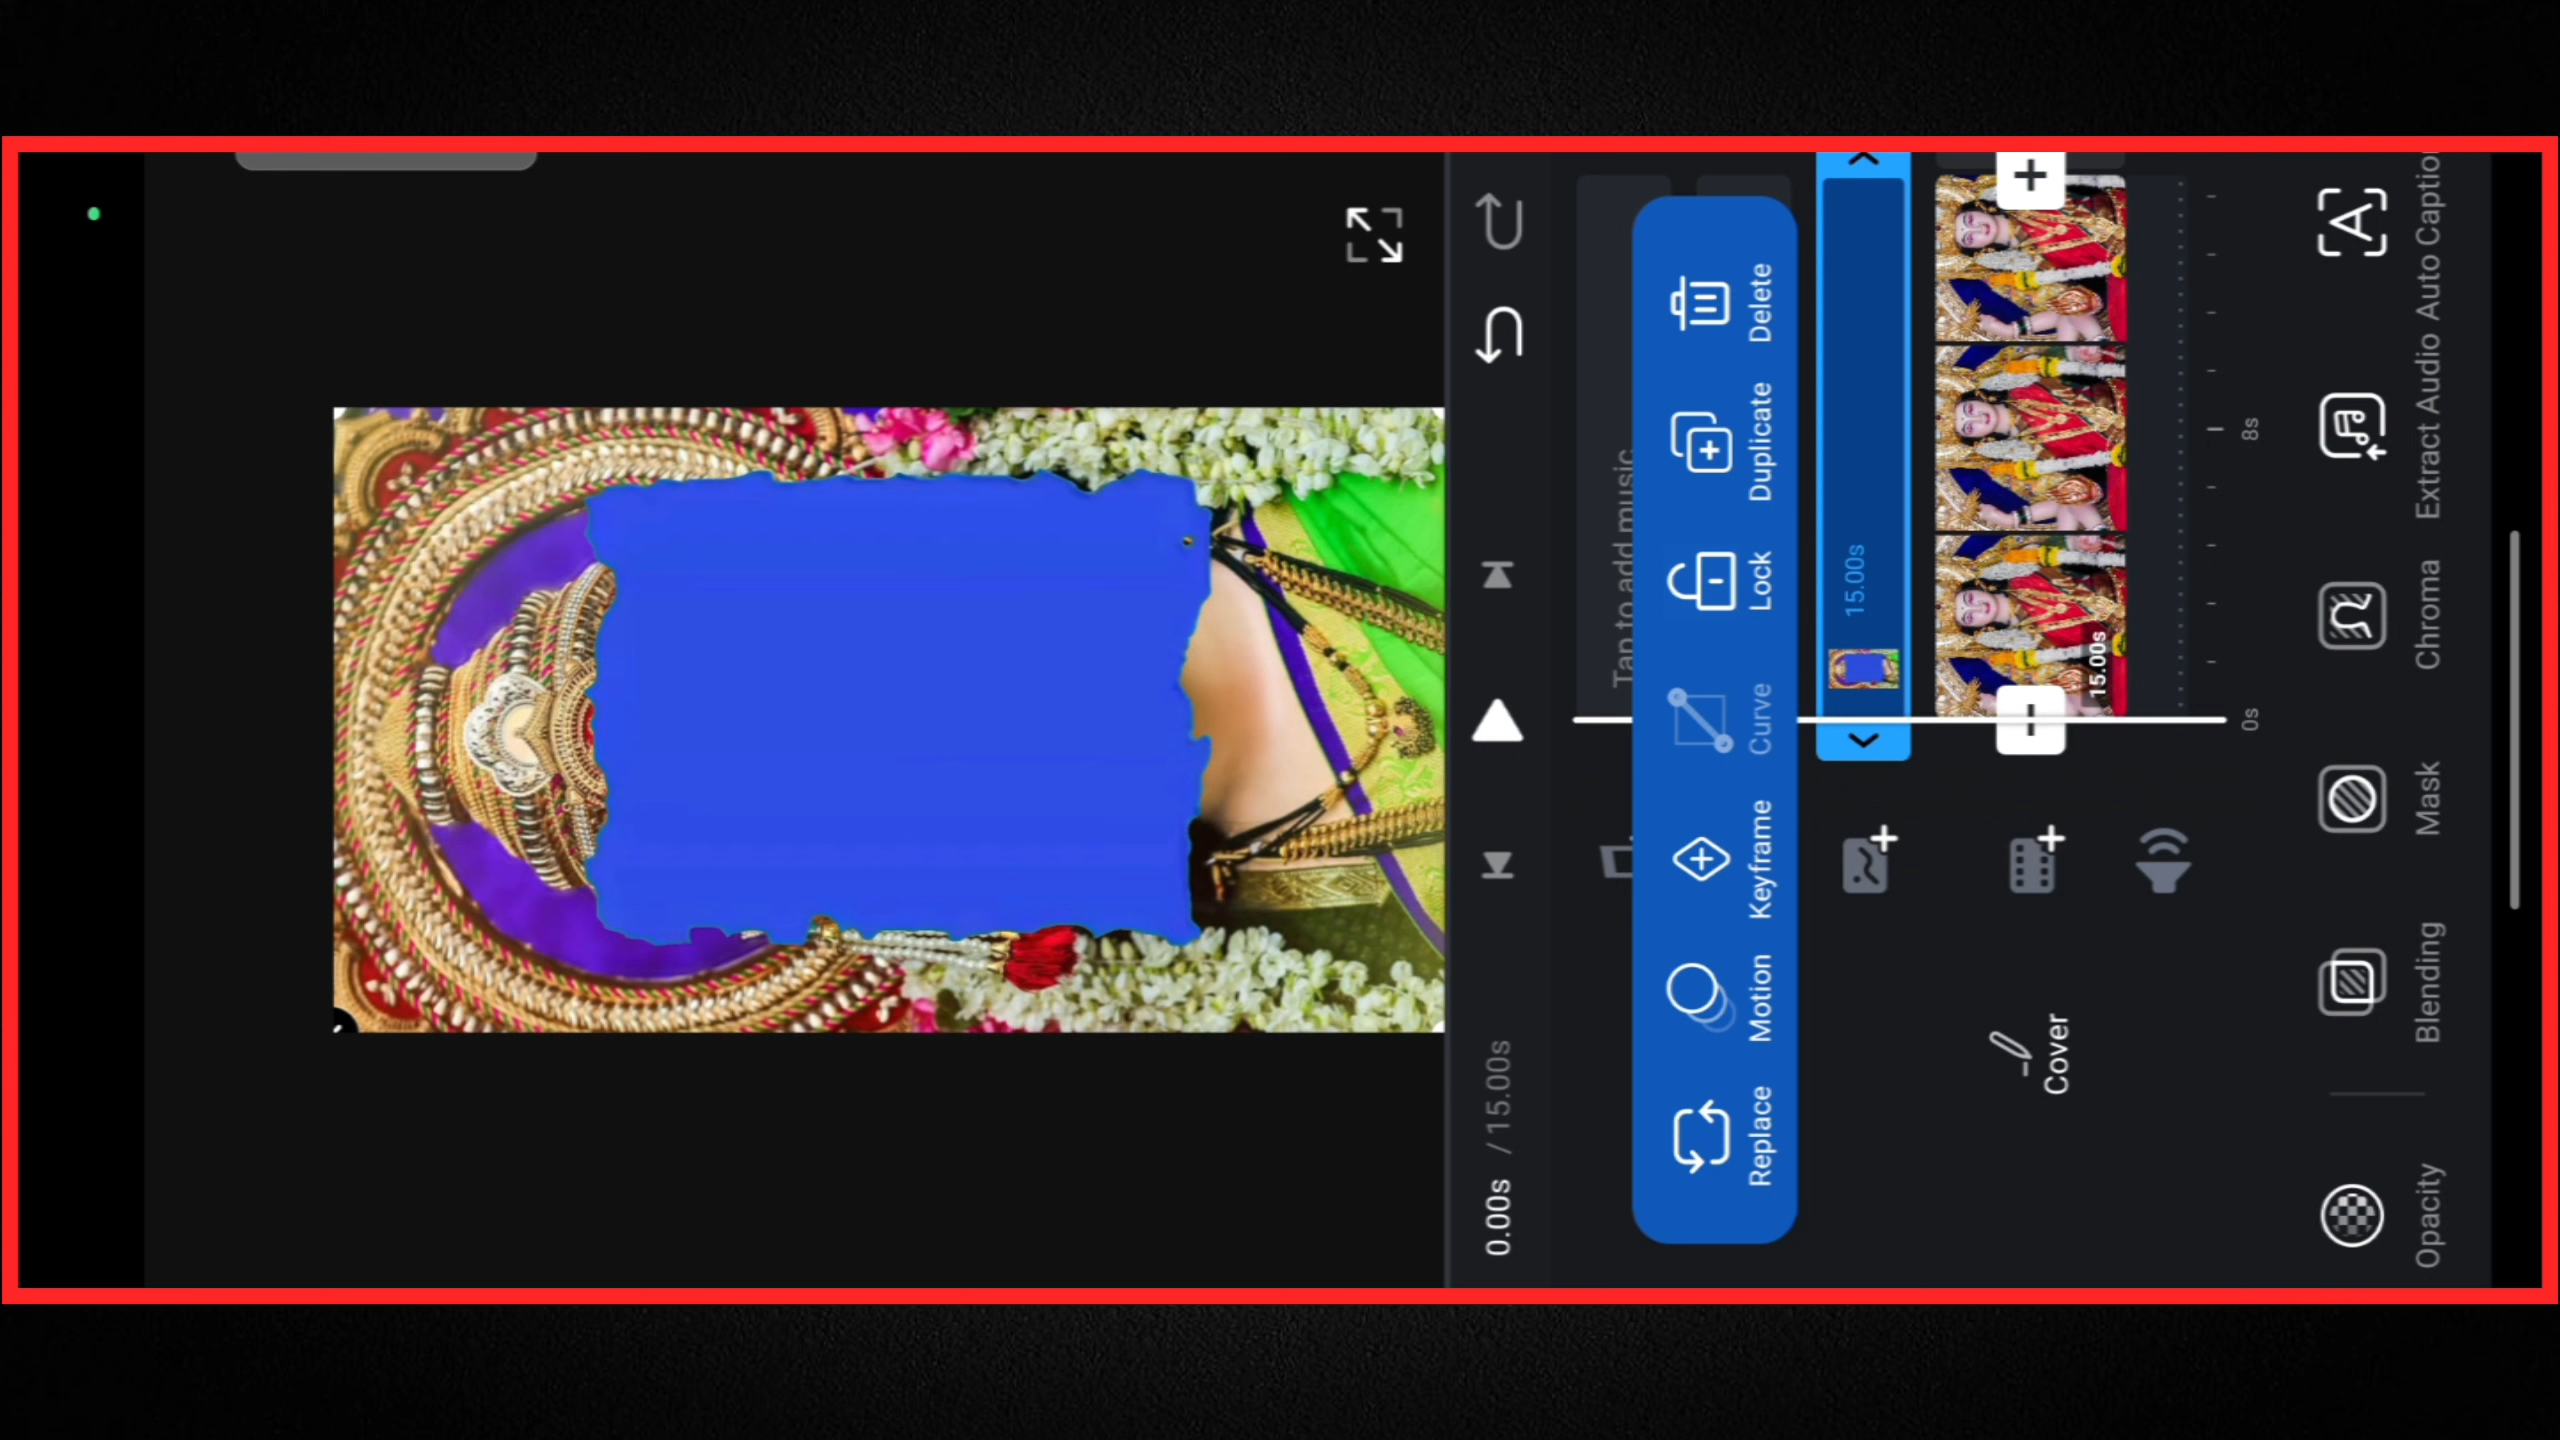 0.00s / 15.00s
Tap to add music
Replace Motion Keyframe Curve Lock Duplicate Delete
15.00s
Cover
15.00s
0s 8s
Opacity Blending Mask Chroma Extract Audio Auto Captio